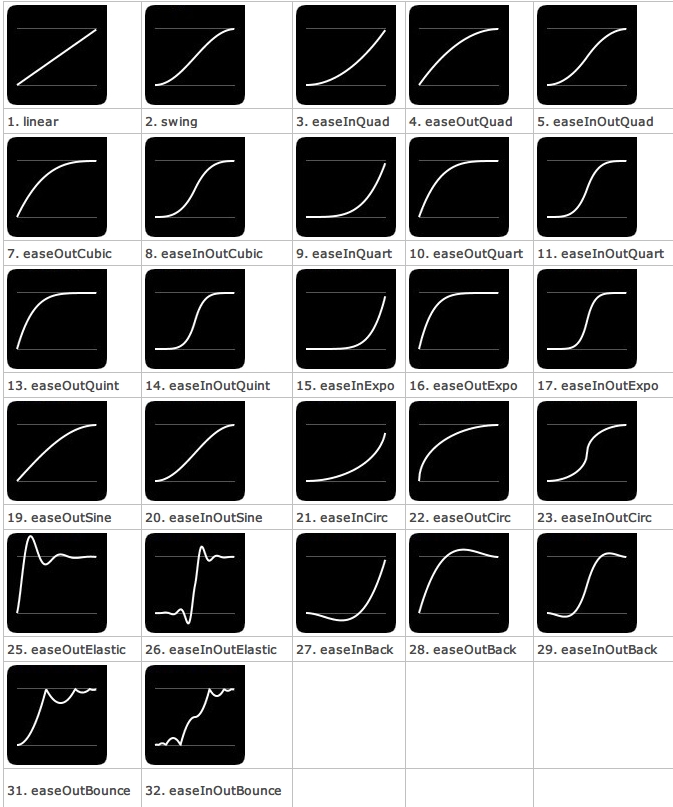 1. linear
2. swing
3. easeInQuad
4. easeOutQuad
5. easeInOutQuad
7. easeOutCubic
8. easeInOutCubic
9. easeInQuart
10. easeOutQuart
11. easeInOutQuart
13. easeOutQuint
14. easeInOutQuint
15. easeInExpo
16. easeOutExpo
17. easeInOutExpo
19. easeOutSine
20. easeInOutSine
21. easeInCirc
22. easeOutCirc
23. easeInOutCirc
25. easeOutElastic
26. easeInOutElastic
27. easeInBack
28. easeOutBack
29. easeInOutBack
31. easeOutBounce
32. easeInOutBounce